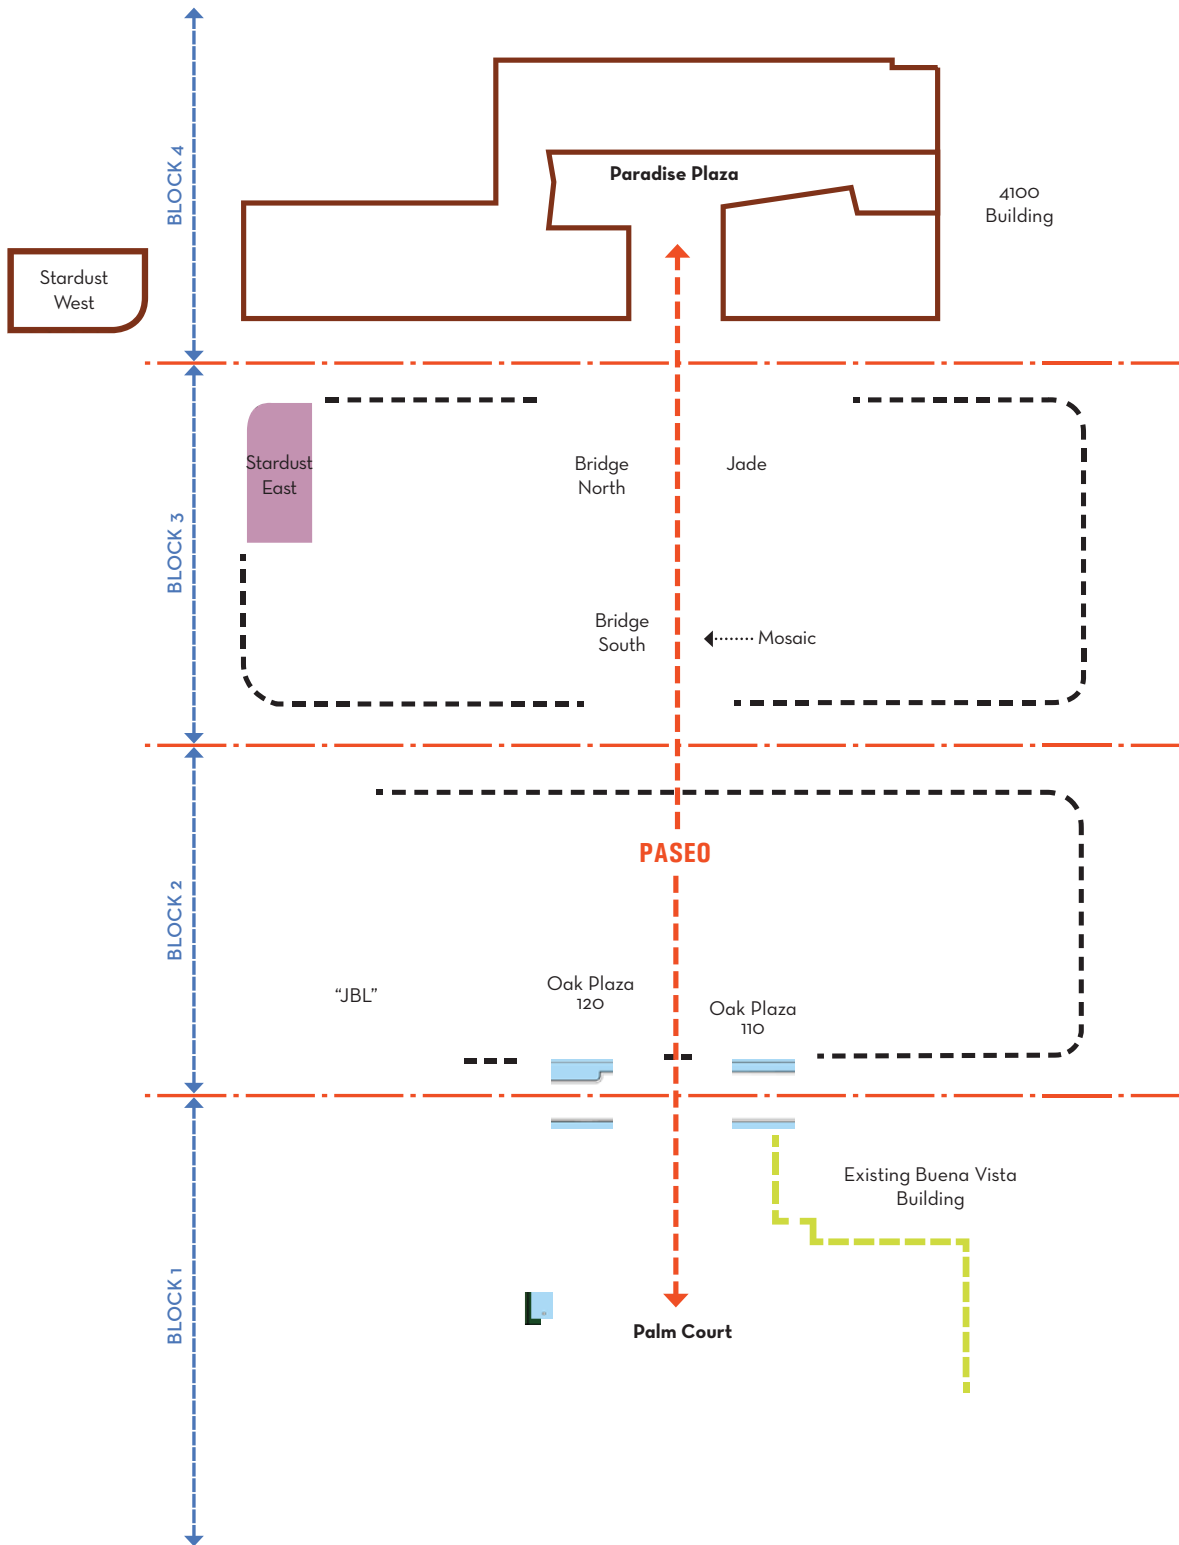 BLOCK 4
Paradise Plaza
4100
Building
Stardust
West
BLOCK 3
Stardust
East
Bridge
North
Jade
Bridge
South
Mosaic
BLOCK 2
PASEO
"JBL"
Oak Plaza
120
Oak Plaza
110
BLOCK 1
Existing Buena Vista
Building
Palm Court